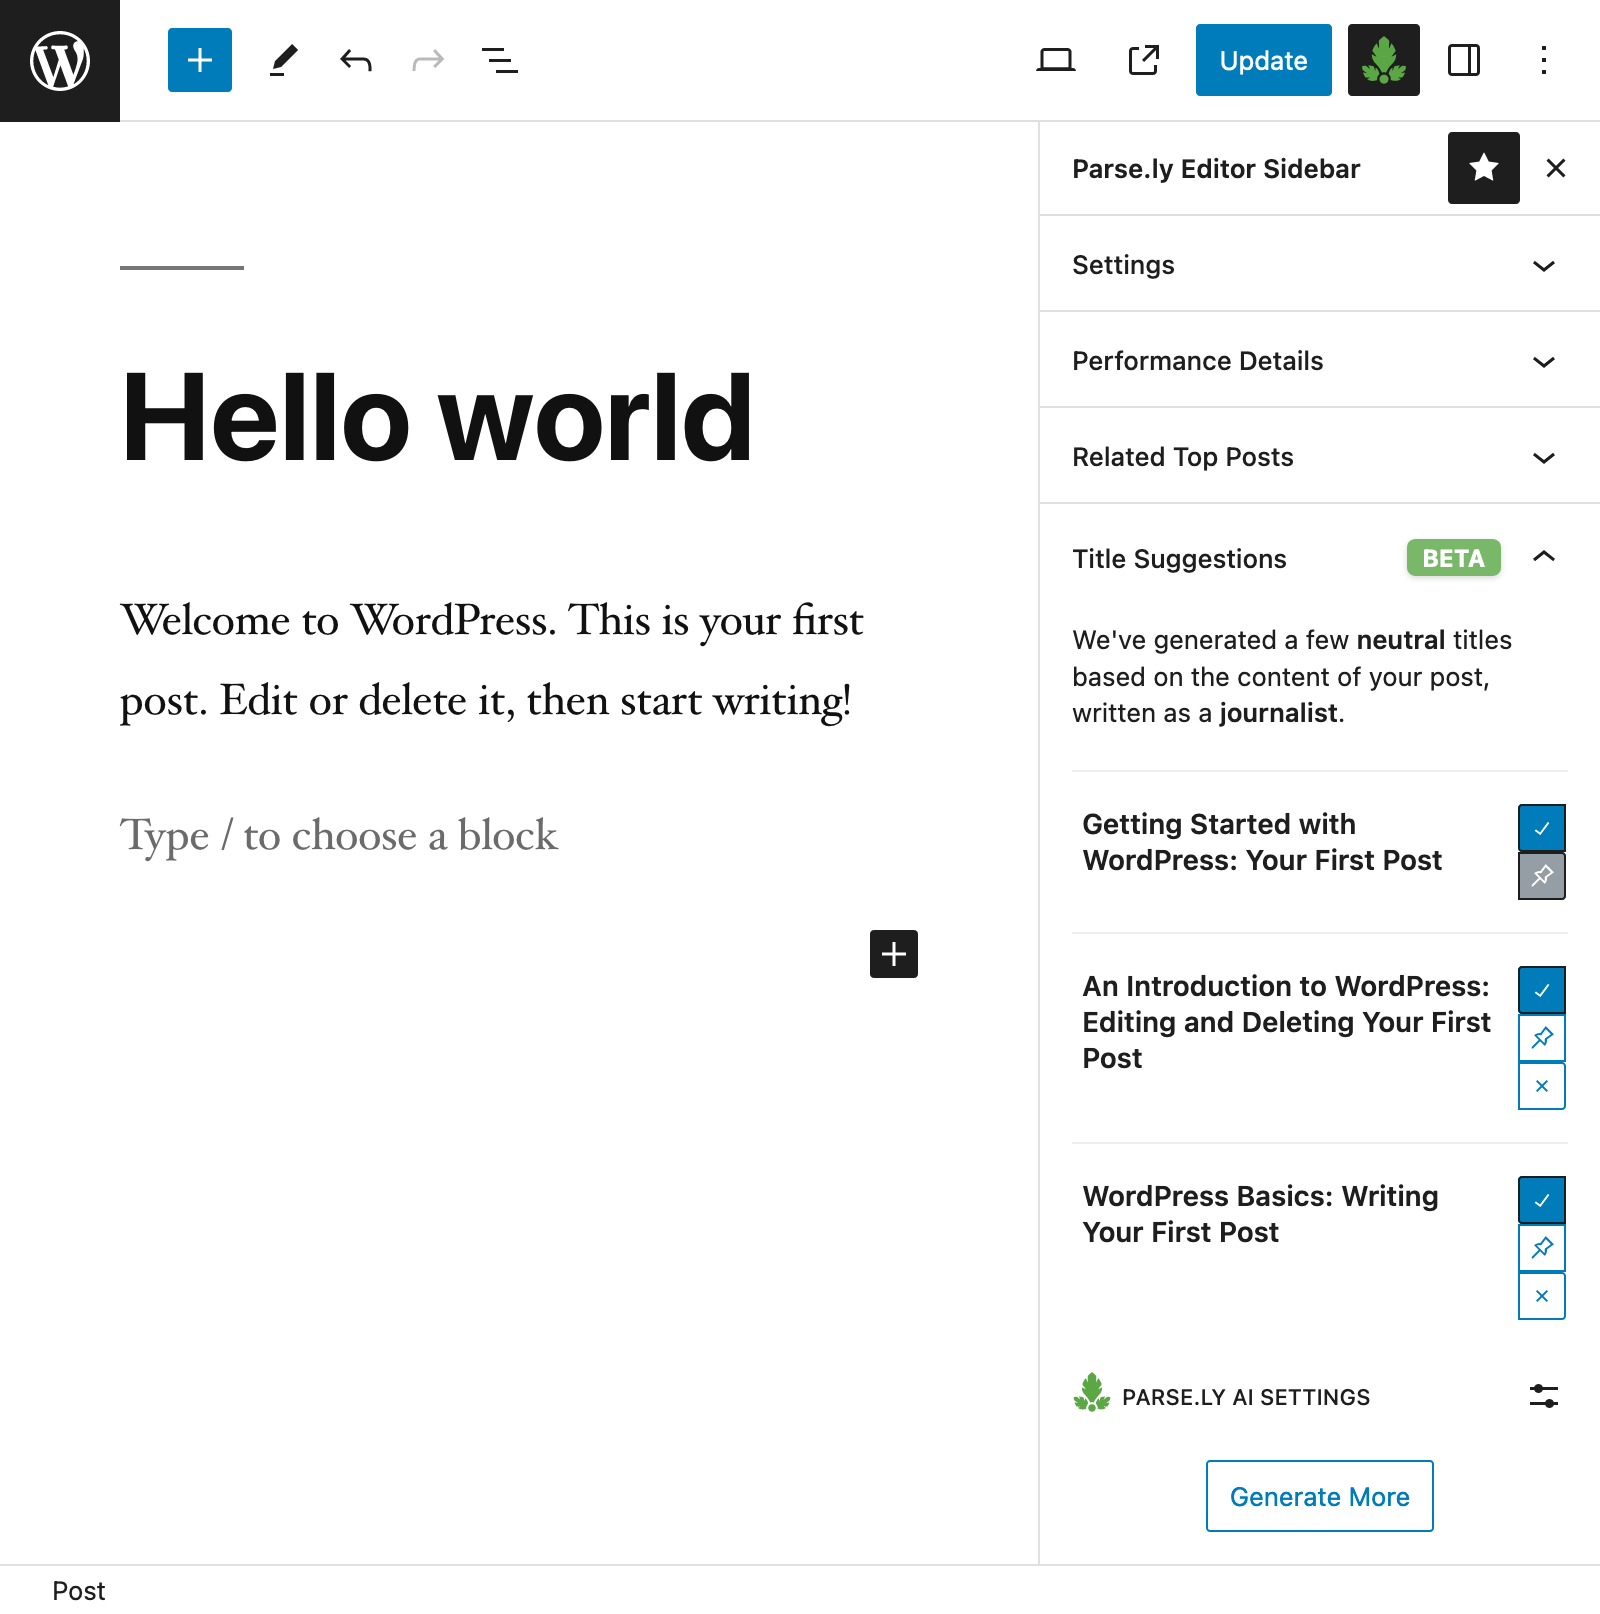 Update
Parse.ly Editor Sidebar
Settings
Performance Details
Related Top Posts
Title Suggestions BETA
We've generated a few neutral titles
based on the content of your post,
written as a journalist.
Getting Started with
WordPress: Your First Post
An Introduction to WordPress:
Editing and Deleting Your First
Post
WordPress Basics: Writing
Your First Post
PARSE.LY AI SETTINGS
Generate More
Hello world
Welcome to WordPress. This is your first
post. Edit or delete it, then start writing!
Type / to choose a block
Post